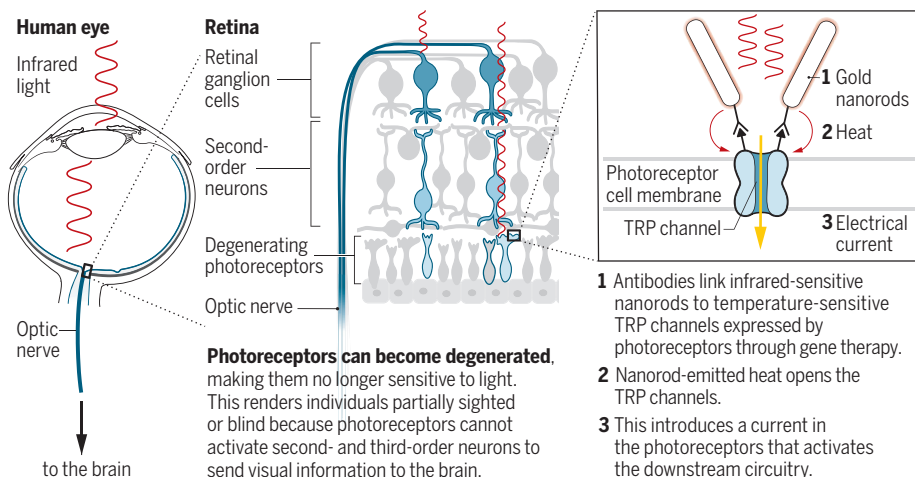 Human eye
Infrared
light
Optic
nerve
to the brain
Retina
Retinal
ganglion
cells
Second-
order
neurons
Degenerating
photoreceptors
Optic nerve
Photoreceptors can become degenerated,
making them no longer sensitive to light.
This renders individuals partially sighted
or blind because photoreceptors cannot
activate second- and third-order neurons to
send visual information to the brain.
1 Gold
nanorods
2 Heat
Photoreceptor
cell membrane
TRP channel
3 Electrical
current
1 Antibodies link infrared-sensitive
nanorods to temperature-sensitive
TRP channels expressed by
photoreceptors through gene therapy.
2 Nanorod-emitted heat opens the
TRP channels.
3 This introduces a current in
the photoreceptors that activates
the downstream circuitry.